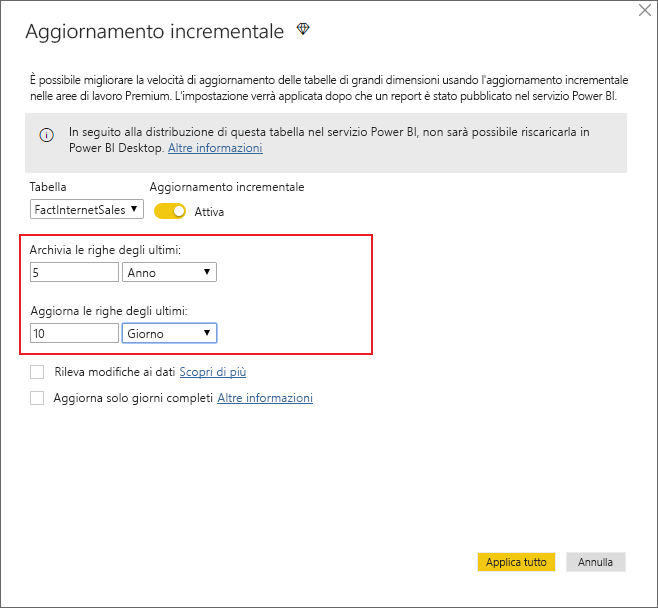 Aggiornamento incrementale
È possibile migliorare la velocità di aggiornamento delle tabelle di grandi dimensioni usando l'aggiornamento incrementale
nelle aree di lavoro Premium. L'impostazione verrà applicata dopo che un report è stato pubblicato nel servizio Power BI.
In seguito alla distribuzione di questa tabella nel servizio Power BI, non sarà possibile riscaricarla in
Power BI Desktop. Altre informazioni
Tabella Aggiornamento incrementale
FactInternetSales Attiva
Archivia le righe degli ultimi:
5 Anno
Aggiorna le righe degli ultimi:
10 Giorno
Rileva modifiche ai dati Scopri di più
Aggiorna solo giorni completi Altre informazioni
Applica tutto Annulla